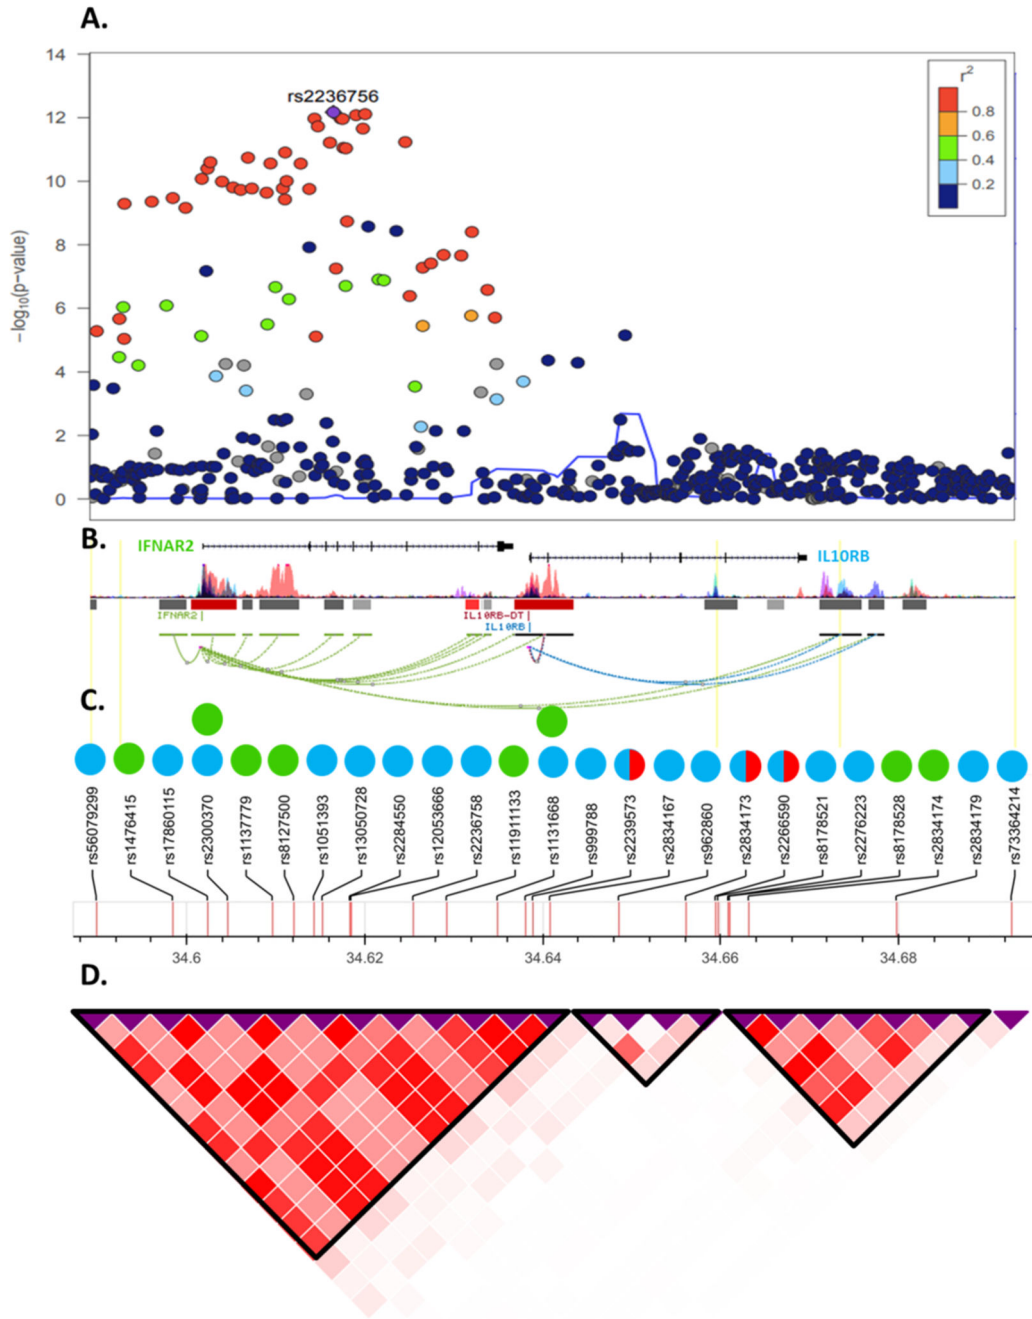 A.
14
12
10
8
6
4
2
0
−log10(p−value)
rs2236756
r2
0.8
0.6
0.4
0.2
B.
IFNAR2
IL10RB
IFNAR2
IL10RB-DT
IL10RB
C.
rs56079299
rs1476415
rs17860115
rs2300370
rs1137779
rs8127500
rs1051393
rs13050728
rs2284550
rs12053666
rs2236758
rs11911133
rs1131668
rs999788
rs2239573
rs2834167
rs962860
rs2834173
rs2266590
rs8178521
rs2276223
rs8178528
rs2834174
rs2834179
rs73364214
34.6
34.62
34.64
34.66
34.68
D.